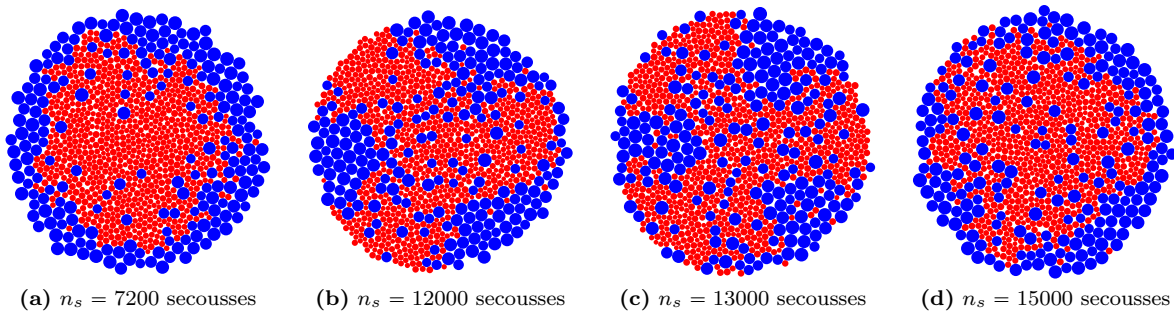 (a) n_s = 7200 secousses
(b) n_s = 12000 secousses
(c) n_s = 13000 secousses
(d) n_s = 15000 secousses